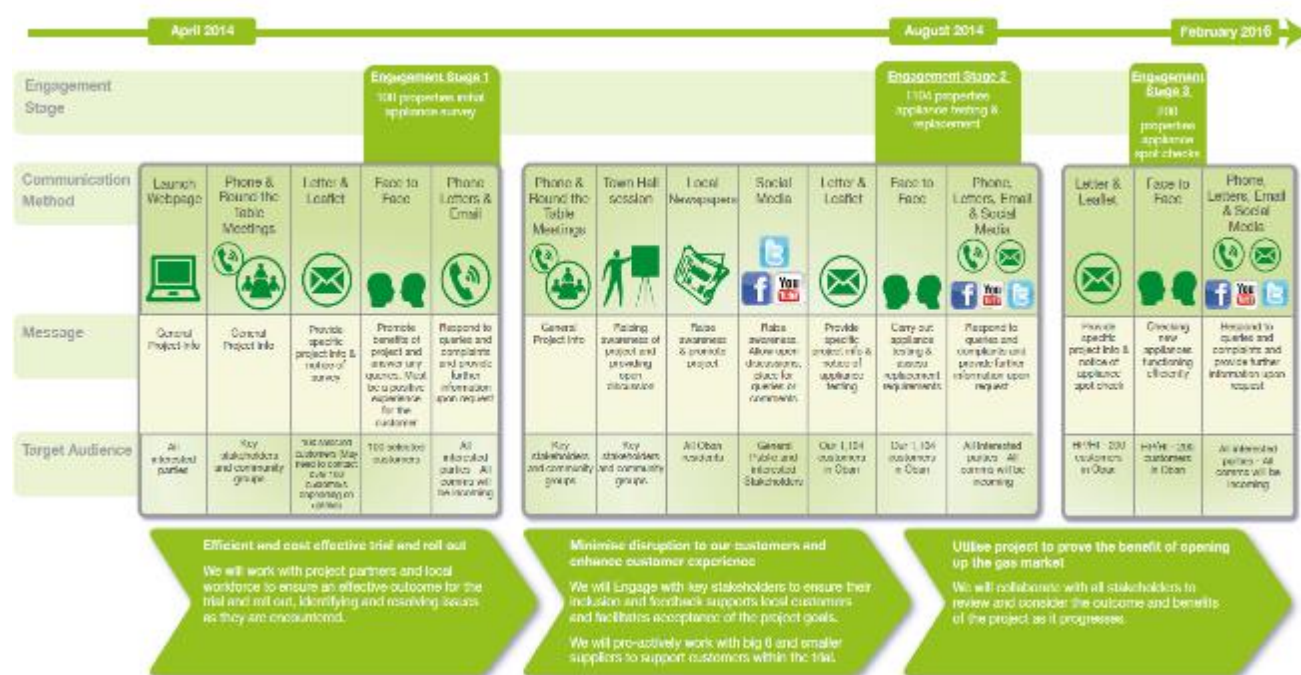 April 2014
August 2014
February 2016
Engagement
Stage
Engagement Stage 1
100 properties initial
appliance survey
Engagement Stage 2
1104 properties
appliance testing &
replacement
Engagement
Stage 3
properties
appliance
spot checks
Communication
Method
Launch
Webpage
Phone &
Round the
Table
Meetings
Letter &
Leaflet
Face to
Face
Phone
Letters &
Email
Phone &
Round the
Table
Meetings
Town Hall
session
Local
Newspapers
Social
Media
Letter &
Leaflet
Face to
Face
Phone,
Letters, Email
& Social
Media
Letter &
Leaflet
Face to
Face
Phone,
Letters, Email
& Social
Media
You
Tube
You
You
Message
General
Project Info
General
Project Info
Provide
specific
project info &
notice of
survey
Promote
benefits of
project and
answer any
queries. Must
be a positive
experience
for the
customer
Respond to
queries and
complaints
and provide
further
information
upon request
General
Project Info
Raising
awareness of
project and
providing
open
discussion
Raise
awareness
& promote
project
Raise
awareness. Allow open
discussions,
place for
queries or
comments
Provide
specific
project info &
notice of
appliance
testing
Carry out
appliance
testing &
assess
replacement
requirements
Respond to
queries and
complaints and
provide further
information
upon request
Provide
specific
project info &
notice of
appliance
spot check
Checking
new
appliances
functioning
efficiently
Respond to
queries and
complaints and
provide further
information upon
request
Target Audience
All
interested
parties
Key
stakeholders
and community
groups
customers (May
need to contact
over 100
customers
depending on
100 selected
customers
All
interested
parties - All
comms will
be incoming
Key
stakeholders
and community
groups
Key
stakeholders
and community
groups
All Oban
residents
General
Public and
interested
Stakeholders
Our 1,104
customers
in Oban
Our 1,104
customers
in Oban
All interested
parties - All
comms will be
incoming
200
customers
in Oban
200
customers
in Oban
All interested
parties - All
comms will be
incoming
Efficient and cost effective trial and roll out
We will work with project partners and local
workforce to ensure an effective outcome for the
trial and roll out, identifying and resolving issues
as they are encountered.
Minimise disruption to our customers and
enhance customer experience
We will Engage with key stakeholders to ensure their
inclusion and feedback supports local customers
and facilitates acceptance of the project goals.
We will pro-actively work with big 6 and smaller
suppliers to support customers within the trial.
Utilise project to prove the benefit of opening
up the gas market
We will collaborate with all stakeholders to
review and consider the outcome and benefits
of the project as it progresses.